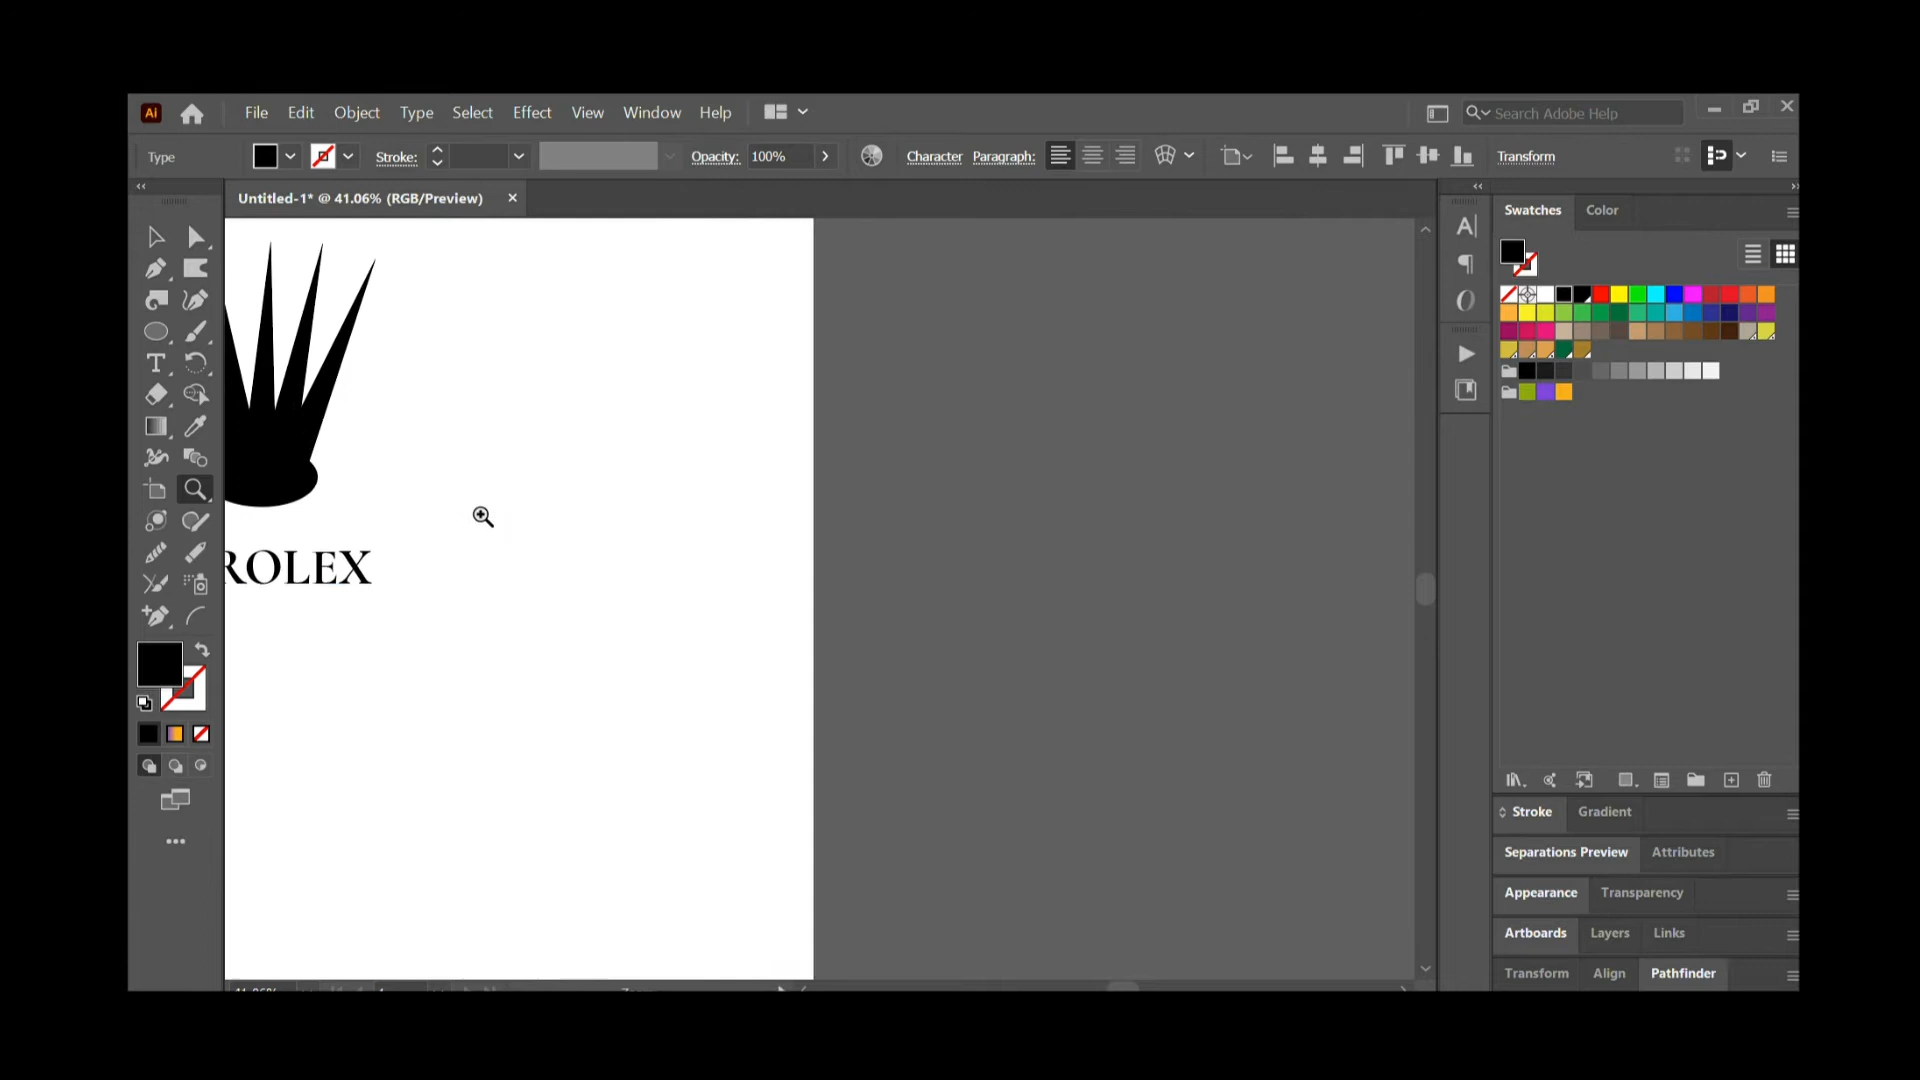 Ai File Edit Object Type Select Effect View Window Help Search Adobe Help
Type Stroke: Opacity: 100% Character Paragraph: Transform
Untitled-1* @ 41.06% (RGB/Preview)
Swatches Color
ROLEX
Stroke Gradient
Separations Preview Attributes
Appearance Transparency
Artboards Layers Links
Transform Align Pathfinder